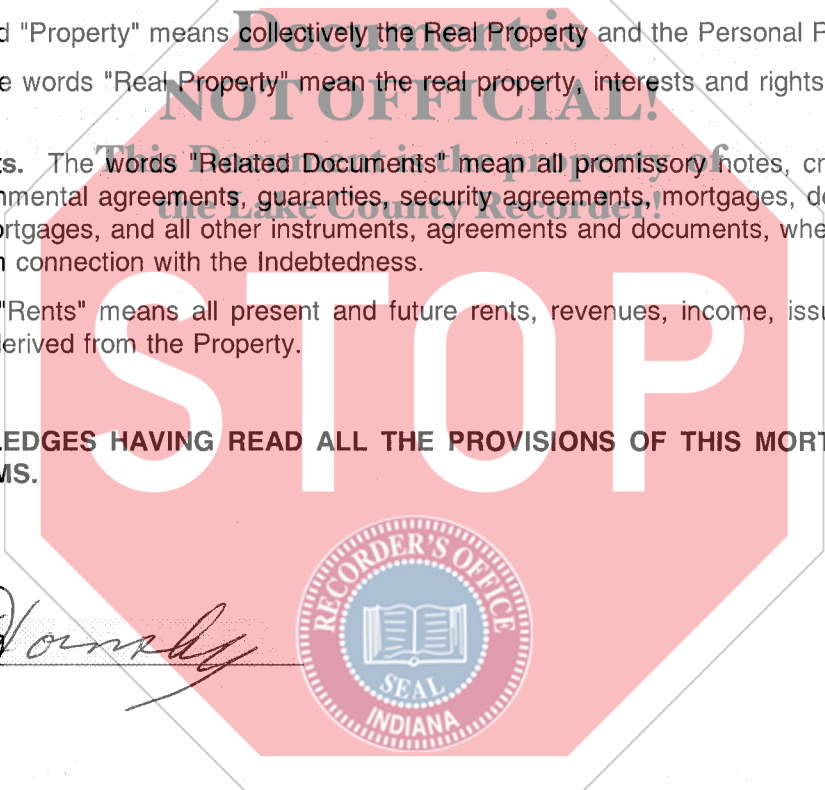 Document is
d "Property" means collectively the Real Property and the Personal P
e words "Real Property" mean the real property, interests and rights
NOT OFFICIAL!
This Document is the property of
ts. The words "Related Documents" mean all promissory notes, cr
nmental agreements, guaranties, security agreements, mortgages, de
the Lake County Recorder!
rtgages, and all other instruments, agreements and documents, whe
n connection with the Indebtedness.
"Rents" means all present and future rents, revenues, income, issu
derived from the Property.
STOP
LEDGES HAVING READ ALL THE PROVISIONS OF THIS MORT
MS.
RECORDER'S OFFICE
SEAL
INDIANA